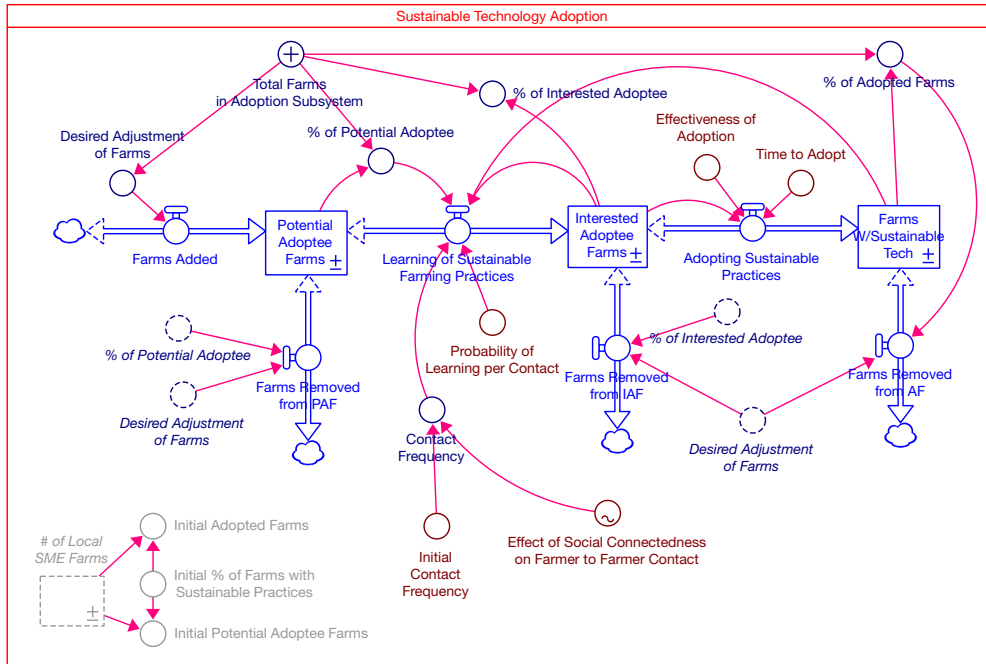 Sustainable Technology Adoption
Total Farms
in Adoption Subsystem
% of Interested Adoptee
% of Adopted Farms
Desired Adjustment
of Farms
% of Potential Adoptee
Effectiveness of
Adoption
Time to Adopt
Farms Added
Potential
Adoptee
Farms
Learning of Sustainable
Farming Practices
Interested
Adoptee
Farms
Adopting Sustainable
Practices
Farms
W/Sustainable
Tech
% of Potential Adoptee
Desired Adjustment
of Farms
Farms Removed
from PAF
Probability of
Learning per Contact
% of Interested Adoptee
Farms Removed
from IAF
Farms Removed
from AF
Desired Adjustment
of Farms
Contact
Frequency
Initial
Contact
Frequency
Effect of Social Connectedness
on Farmer to Farmer Contact
# of Local
SME Farms
Initial Adopted Farms
Initial % of Farms with
Sustainable Practices
Initial Potential Adoptee Farms